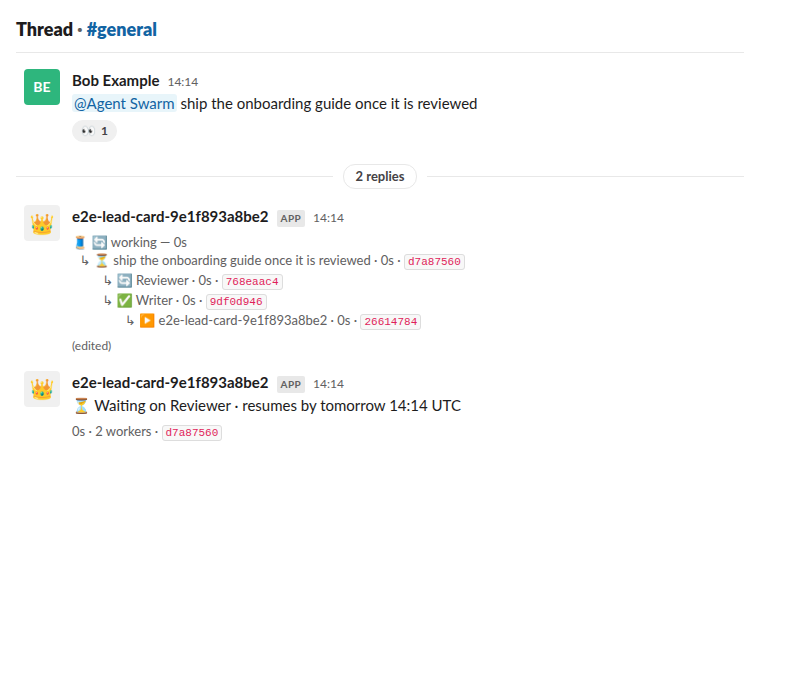 Thread · #general
BE
Bob Example 14:14
@Agent Swarm ship the onboarding guide once it is reviewed
👀 1
2 replies
e2e-lead-card-9e1f893a8be2 APP 14:14
🧵 🔄 working — 0s
↳ ⏳ ship the onboarding guide once it is reviewed · 0s · d7a87560
↳ 🔄 Reviewer · 0s · 768eaac4
↳ ✅ Writer · 0s · 9df0d946
↳ ▶️ e2e-lead-card-9e1f893a8be2 · 0s · 26614784
(edited)
e2e-lead-card-9e1f893a8be2 APP 14:14
⏳ Waiting on Reviewer · resumes by tomorrow 14:14 UTC
0s · 2 workers · d7a87560